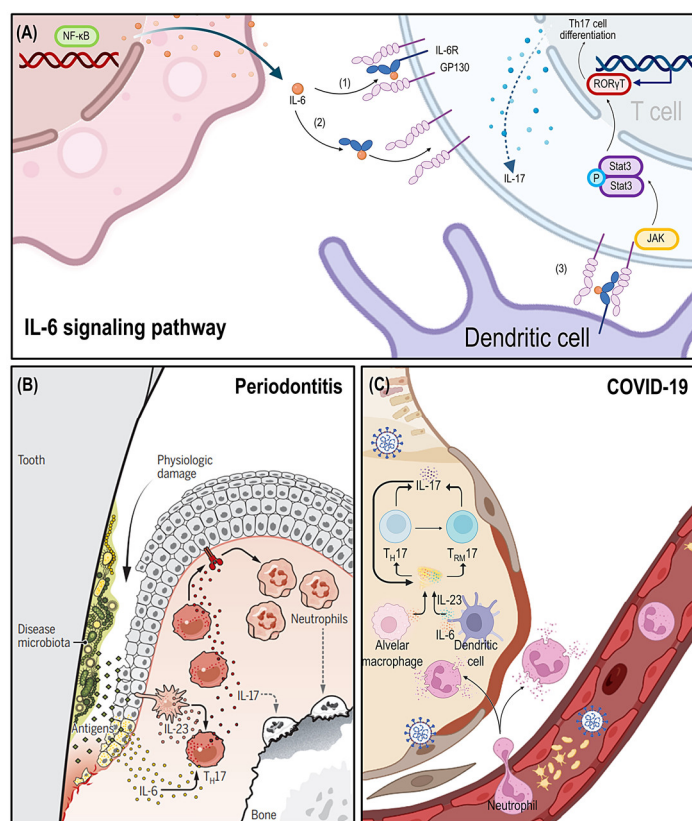 (A)
NF-κB
IL-6
(1)
(2)
IL-6R
GP130
Th17 cell
differentiation
RORγT
T cell
Stat3
P
Stat3
IL-17
JAK
(3)
IL-6 signaling pathway
Dendritic cell
(B)
Periodontitis
Tooth
Physiologic
damage
Disease
microbiota
Neutrophils
Antigens
IL-17
IL-23
TH17
IL-6
Bone
(C)
COVID-19
IL-17
TH17
TRM17
IL-23
IL-6
Alvelar
macrophage
Dendritic
cell
Neutrophil